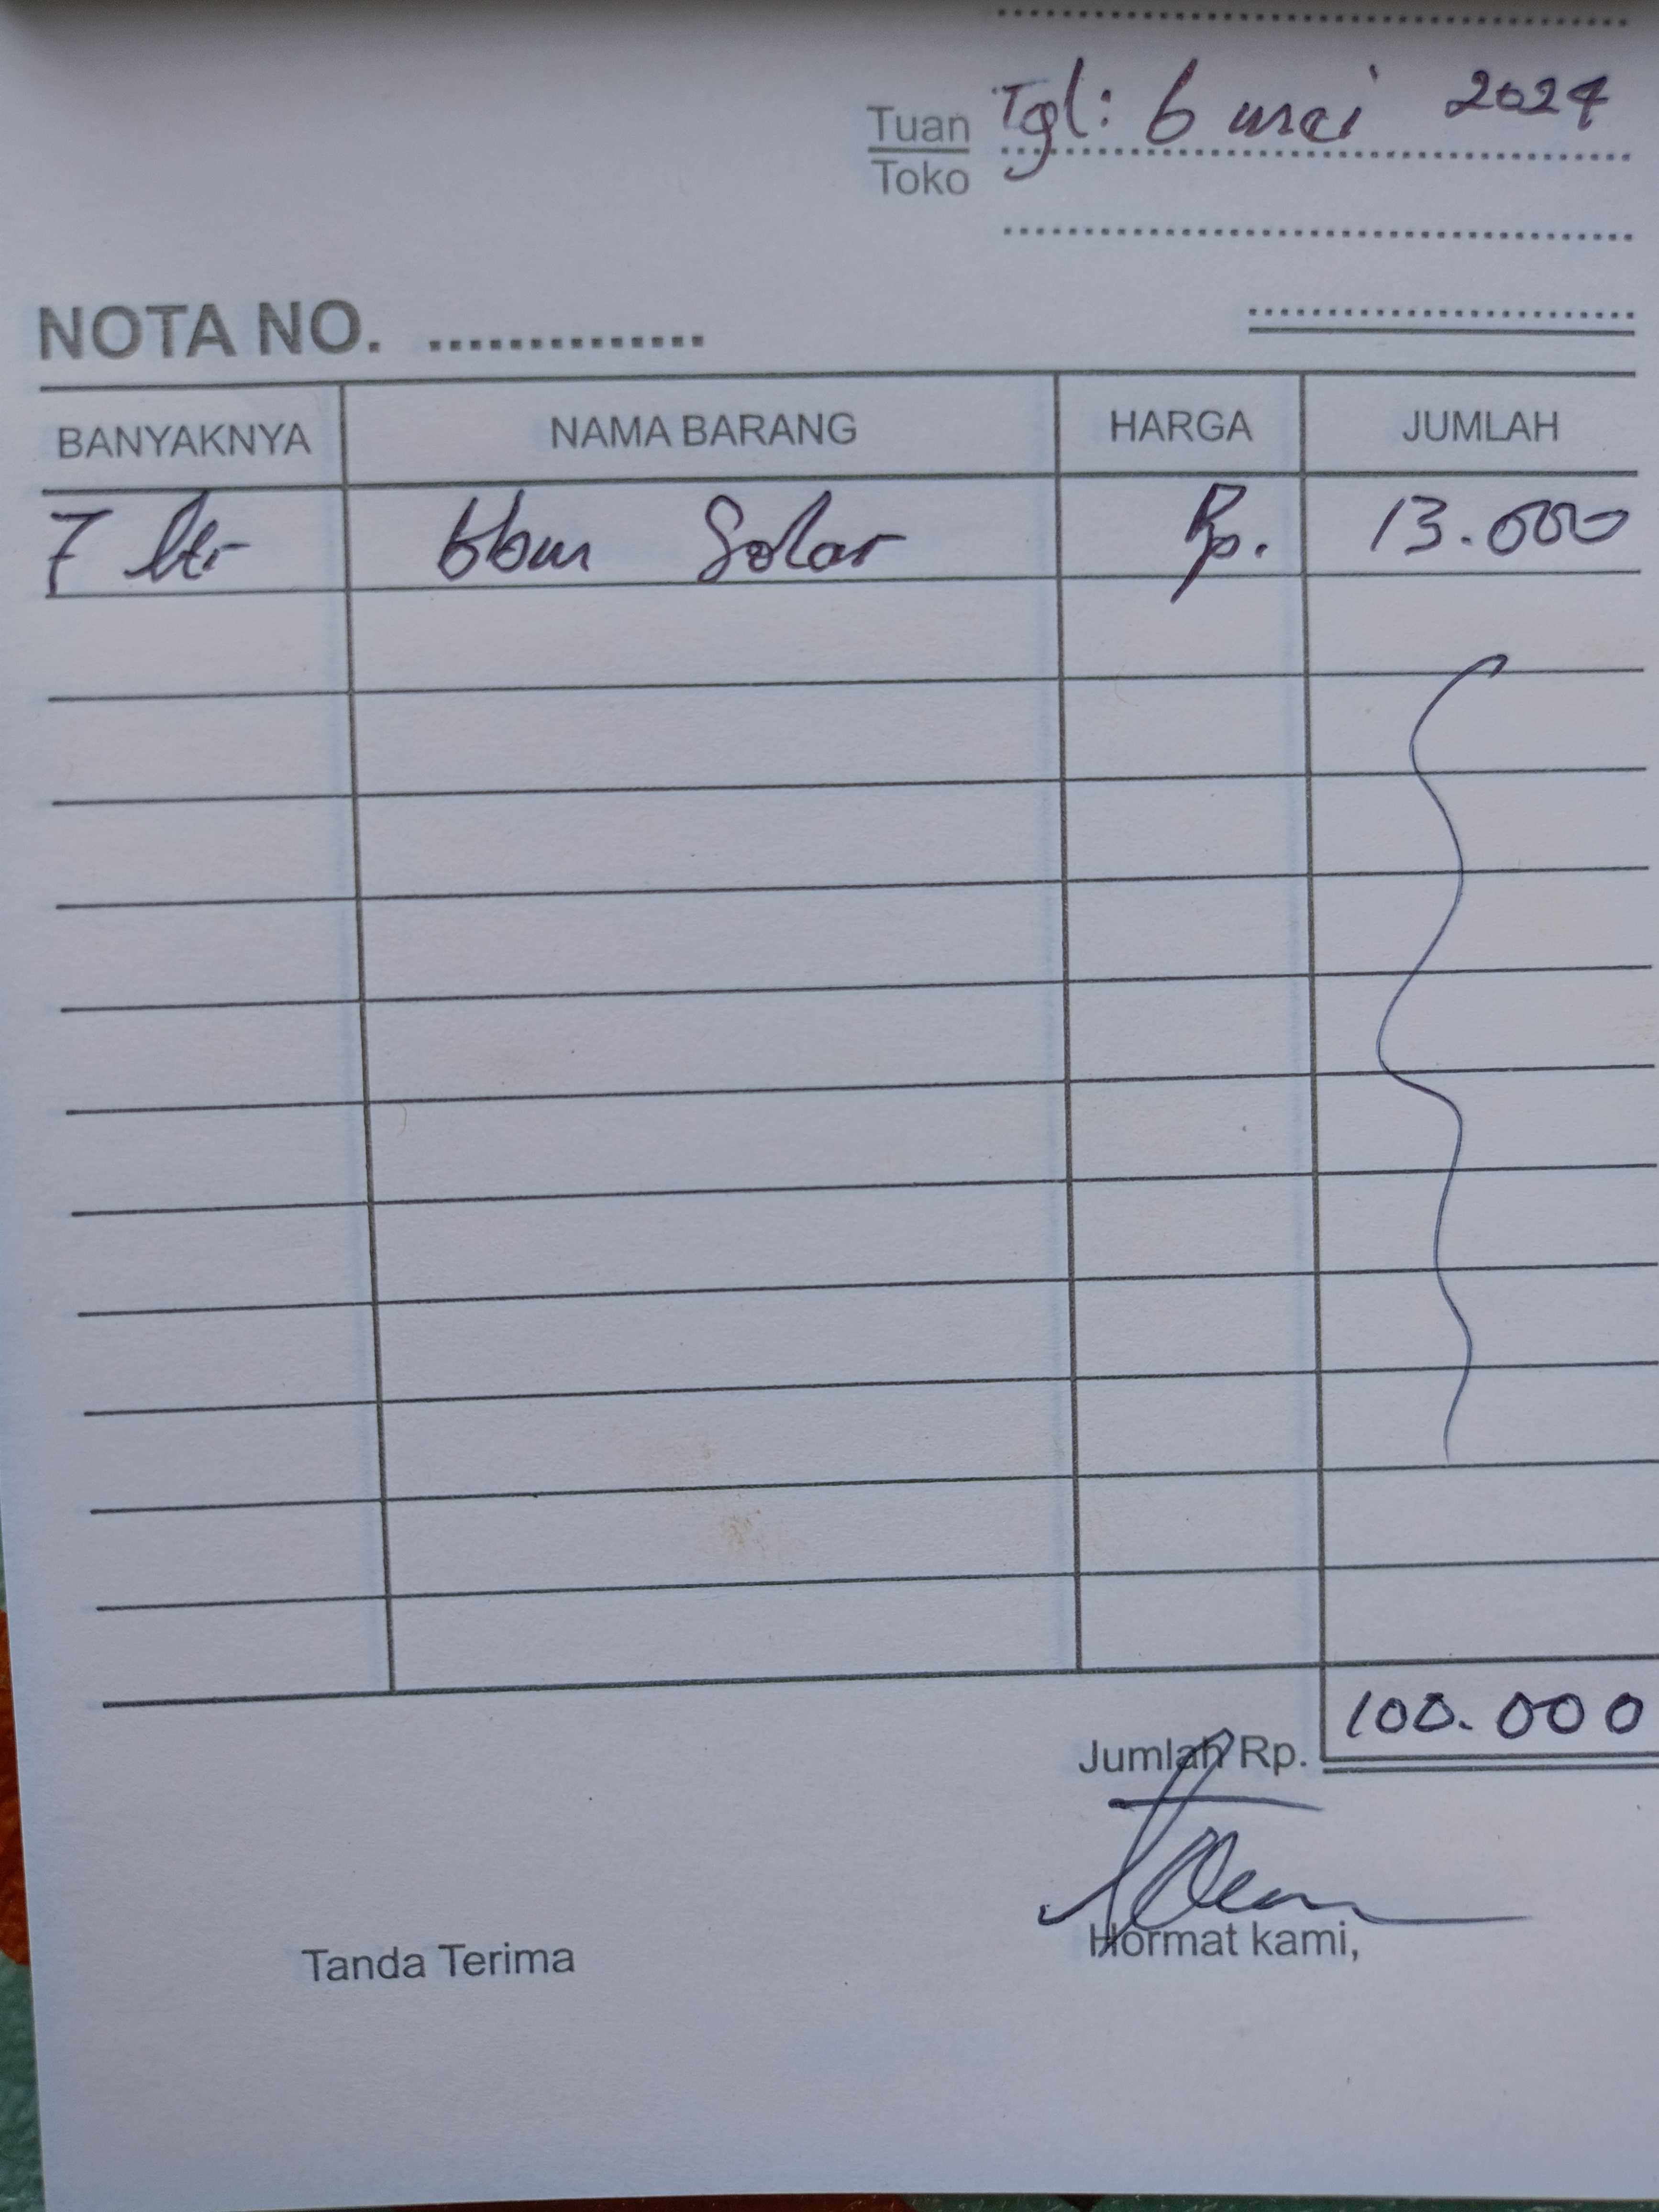 Tuan Tgl: 6 mei 2024
Toko
NOTA NO. ..............
BANYAKNYA NAMA BARANG HARGA JUMLAH
7 ltr bbm Solar Rp. 13.000
Jumlah Rp. 100.000
Tanda Terima Hormat kami,